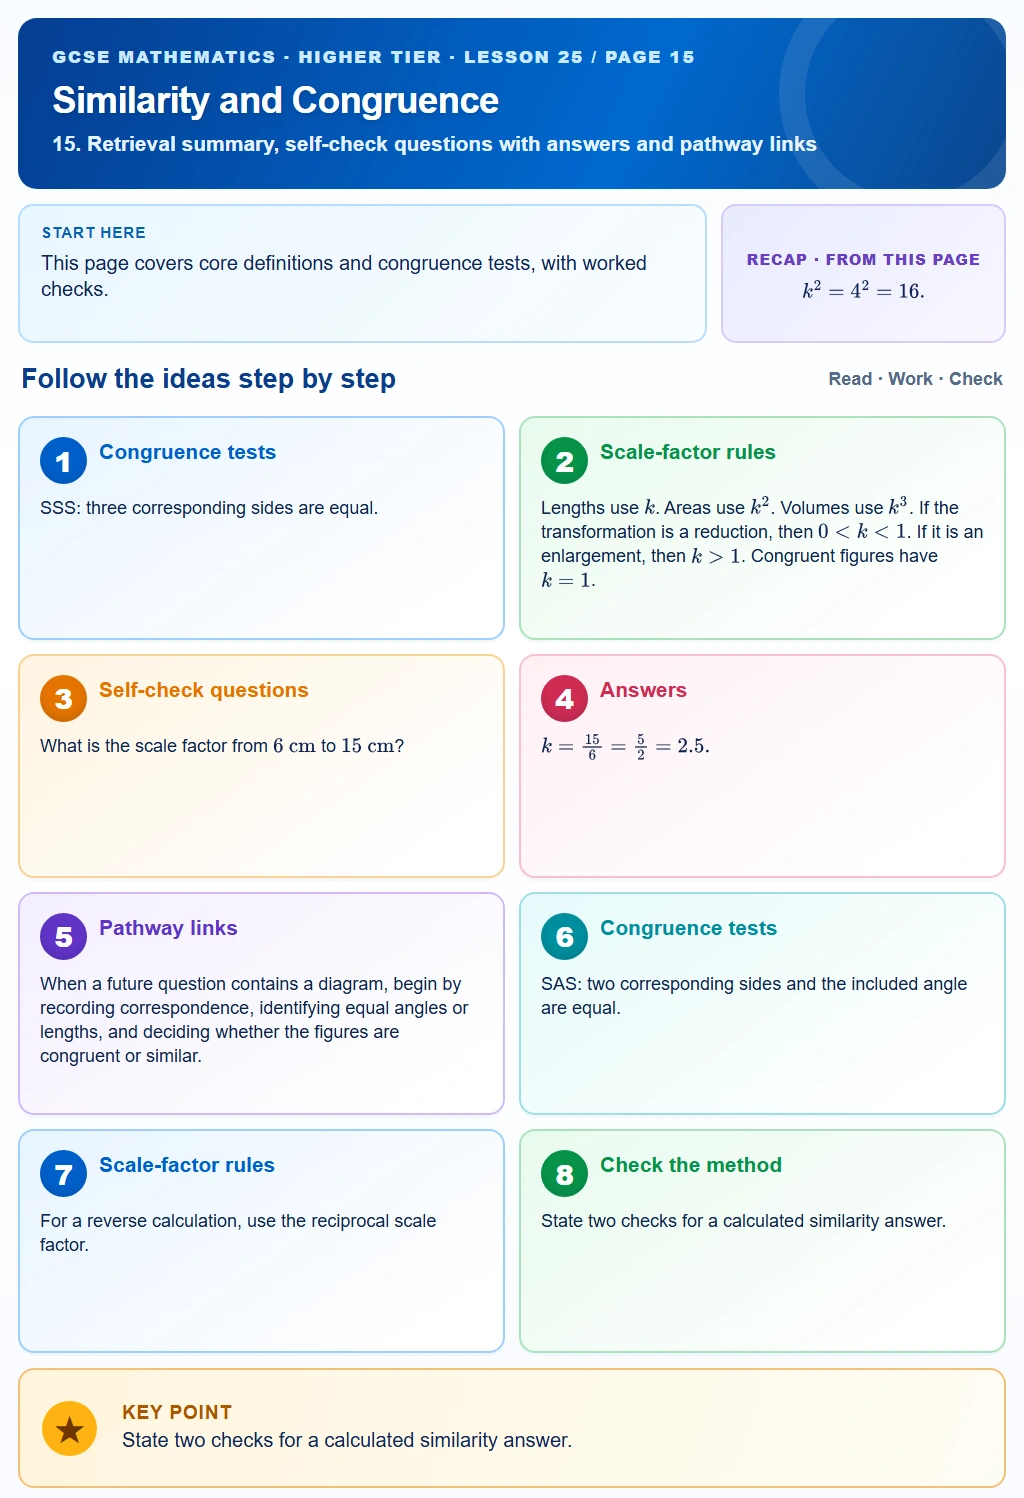 GCSE MATHEMATICS · HIGHER TIER · LESSON 25 / PAGE 15
Similarity and Congruence
15. Retrieval summary, self-check questions with answers and pathway links
START HERE
This page covers core definitions and congruence tests, with worked
checks.
RECAP · FROM THIS PAGE
k² = 4² = 16.
Follow the ideas step by step
Read · Work · Check
1 Congruence tests
SSS: three corresponding sides are equal.
2 Scale-factor rules
Lengths use k. Areas use k². Volumes use k³. If the
transformation is a reduction, then 0 < k < 1. If it is an
enlargement, then k > 1. Congruent figures have
k = 1.
3 Self-check questions
What is the scale factor from 6 cm to 15 cm?
4 Answers
k = 15/6 = 5/2 = 2.5.
5 Pathway links
When a future question contains a diagram, begin by
recording correspondence, identifying equal angles or
lengths, and deciding whether the figures are
congruent or similar.
6 Congruence tests
SAS: two corresponding sides and the included angle
are equal.
7 Scale-factor rules
For a reverse calculation, use the reciprocal scale
factor.
8 Check the method
State two checks for a calculated similarity answer.
KEY POINT
State two checks for a calculated similarity answer.